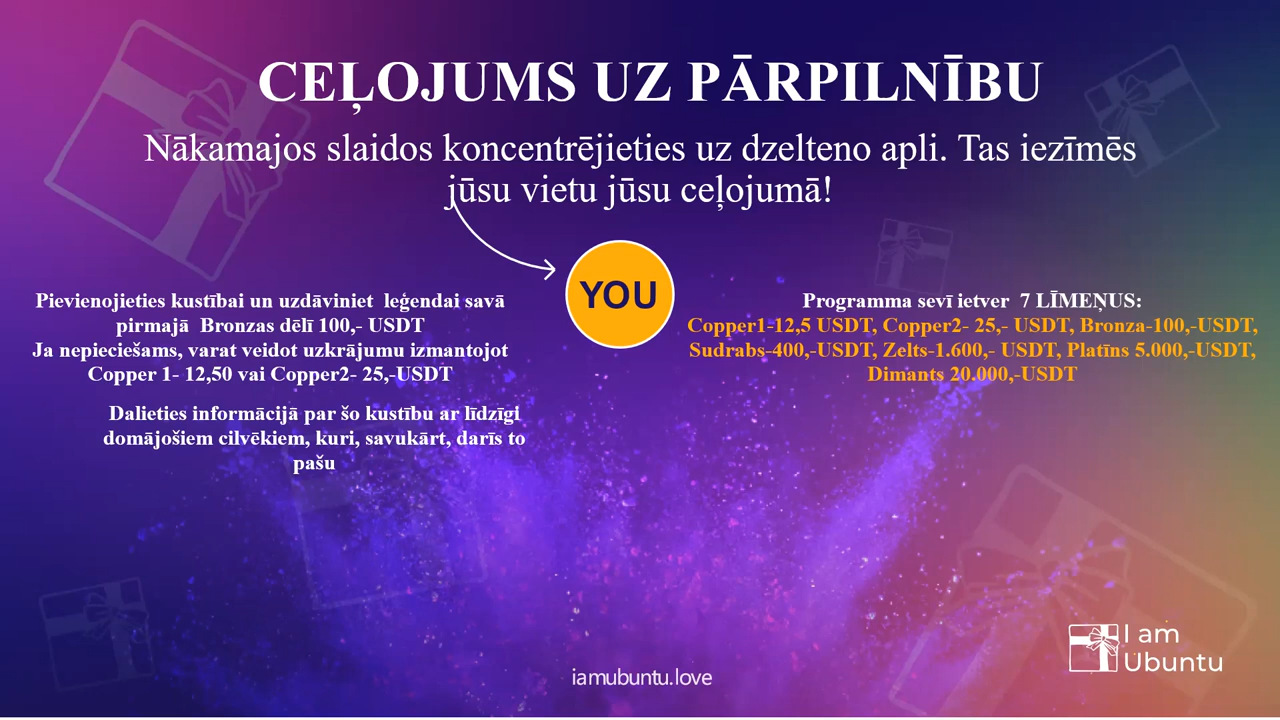 CEĻOJUMS UZ PĀRPILNĪBU
Nākamajos slaidos koncentrējieties uz dzelteno apli. Tas iezīmēs
jūsu vietu jūsu ceļojumā!
YOU
Pievienojieties kustībai un uzdāviniet  leģendai savā
pirmajā  Bronzas dēlī 100,- USDT
Ja nepieciešams, varat veidot uzkrājumu izmantojot
Copper 1- 12,50 vai Copper2- 25,-USDT
Dalieties informācijā par šo kustību ar līdzīgi
domājošiem cilvēkiem, kuri, savukārt, darīs to
pašu
Programma sevī ietver  7 LĪMEŅUS:
Copper1-12,5 USDT, Copper2- 25,- USDT, Bronza-100,-USDT,
Sudrabs-400,-USDT, Zelts-1.600,- USDT, Platīns 5.000,-USDT,
Dimants 20.000,-USDT
iamubuntu.love
I am
Ubuntu